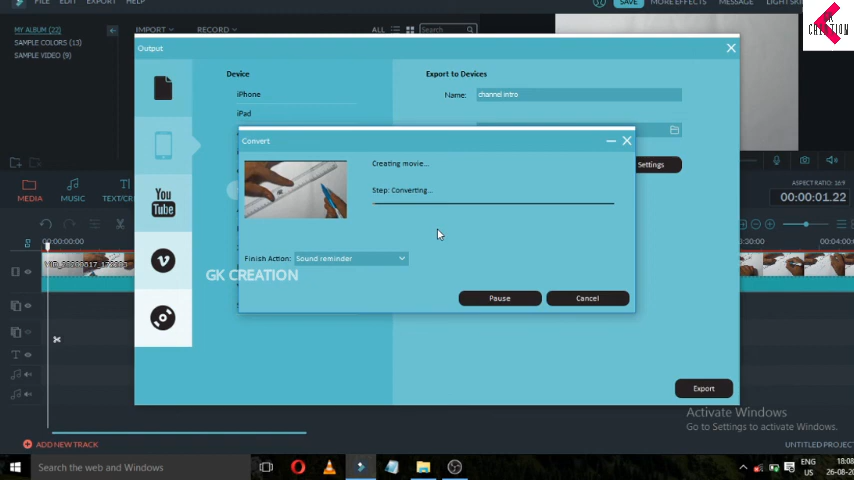 FILE EDIT EXPORT HELP
SAVE MORE EFFECTS MESSAGE
IMPORT RECORD ALL Search
MY ALBUM (22)
SAMPLE COLORS (13)
SAMPLE VIDEO (9)
CREATION
Output
Device
iPhone
iPad
Export to Devices
Name: channel intro
Settings
Convert
Creating movie...
Step: Converting...
Finish Action: Sound reminder
GK CREATION
Pause Cancel
Export
You
Tube
MEDIA MUSIC
ASPECT RATIO: 16:9
00:00:01.22
00:00:00:00
ADD NEW TRACK
Activate Windows
Go to Settings to activate Windows.
Search the web and Windows
ENG
US
18:08